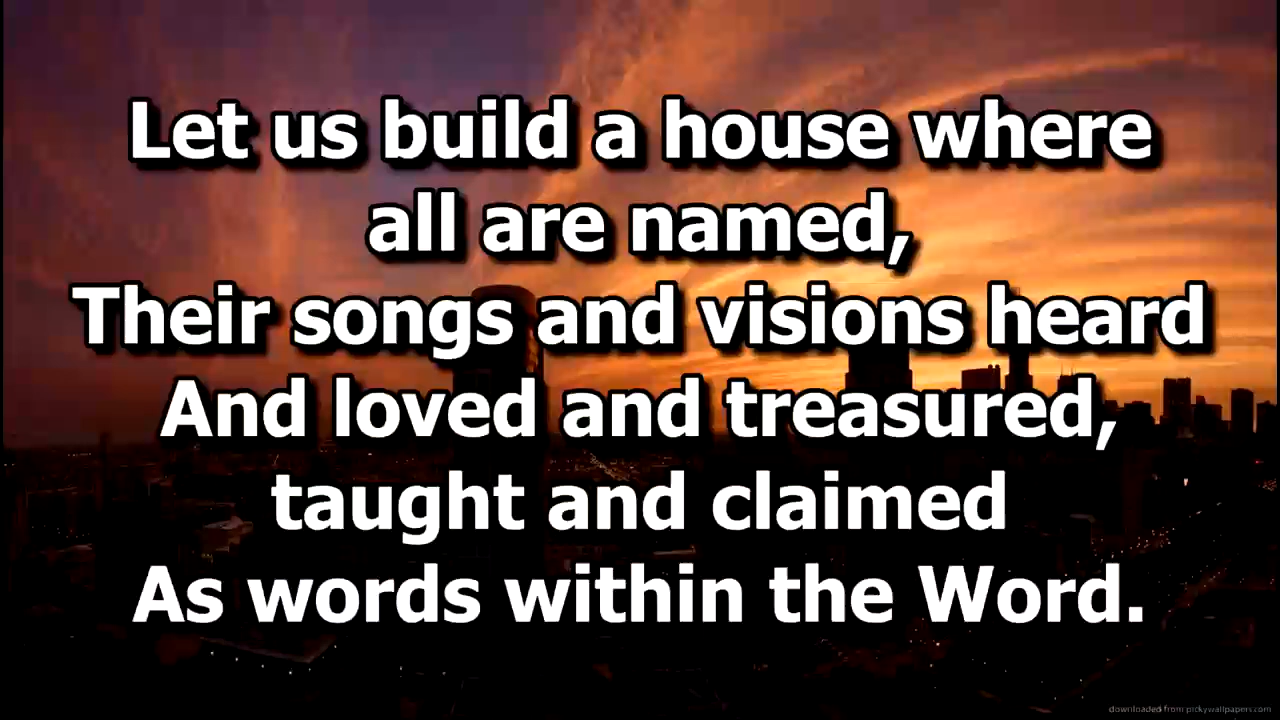 Let us build a house where
all are named,
Their songs and visions heard
And loved and treasured,
taught and claimed
As words within the Word.
downloaded from pickywallpapers.com